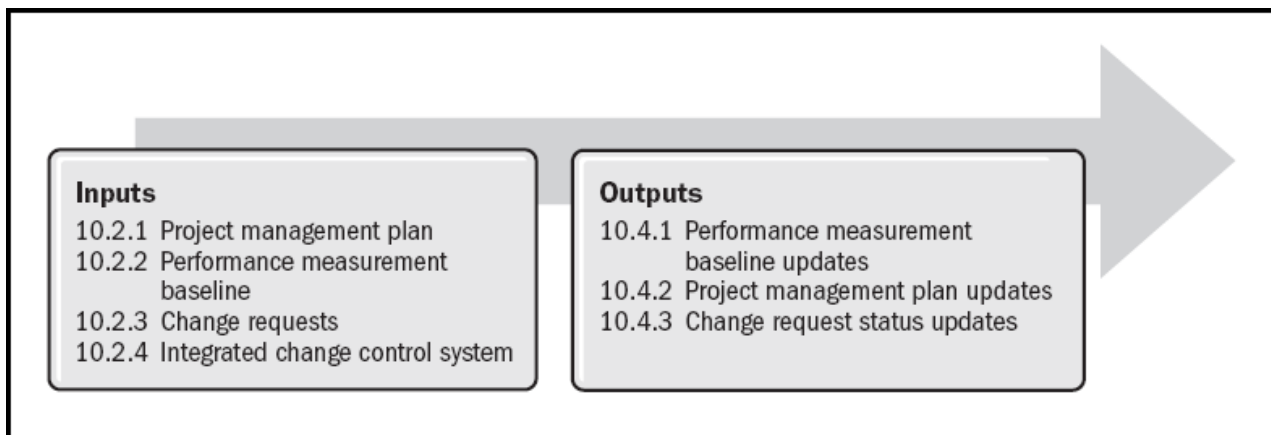 Inputs
10.2.1 Project management plan
10.2.2 Performance measurement
baseline
10.2.3 Change requests
10.2.4 Integrated change control system
Outputs
10.4.1 Performance measurement
baseline updates
10.4.2 Project management plan updates
10.4.3 Change request status updates